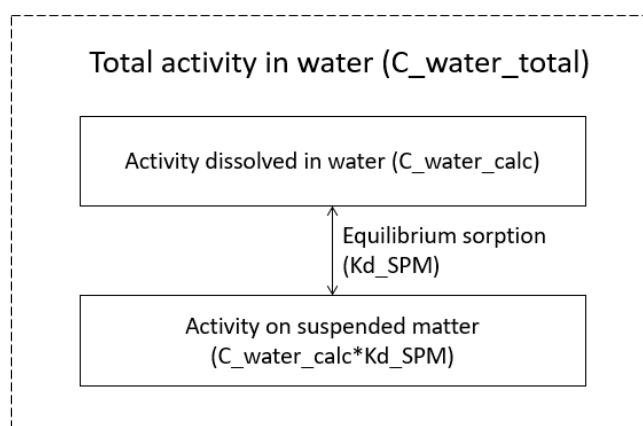 Total activity in water (C_water_total)
Activity dissolved in water (C_water_calc)
Equilibrium sorption
(Kd_SPM)
Activity on suspended matter
(C_water_calc*Kd_SPM)